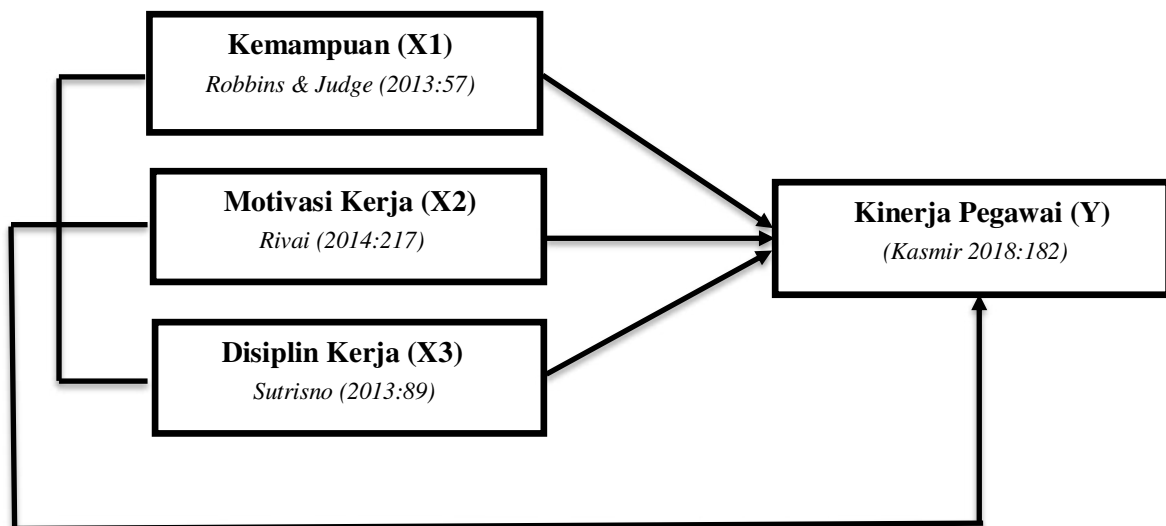 Kemampuan (X1)
Robbins & Judge (2013:57)
Motivasi Kerja (X2)
Rivai (2014:217)
Kinerja Pegawai (Y)
(Kasmir 2018:182)
Disiplin Kerja (X3)
Sutrisno (2013:89)